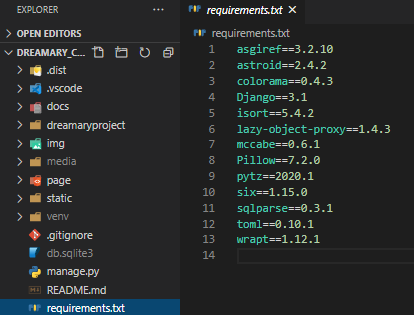 EXPLORER
OPEN EDITORS
DREAMARY_C...
.dist
.vscode
docs
dreamaryproject
img
media
page
static
venv
.gitignore
db.sqlite3
manage.py
README.md
requirements.txt
requirements.txt
requirements.txt
1 asgiref==3.2.10
2 astroid==2.4.2
3 colorama==0.4.3
4 Django==3.1
5 isort==5.4.2
6 lazy-object-proxy==1.4.3
7 mccabe==0.6.1
8 Pillow==7.2.0
9 pytz==2020.1
10 six==1.15.0
11 sqlparse==0.3.1
12 toml==0.10.1
13 wrapt==1.12.1
14